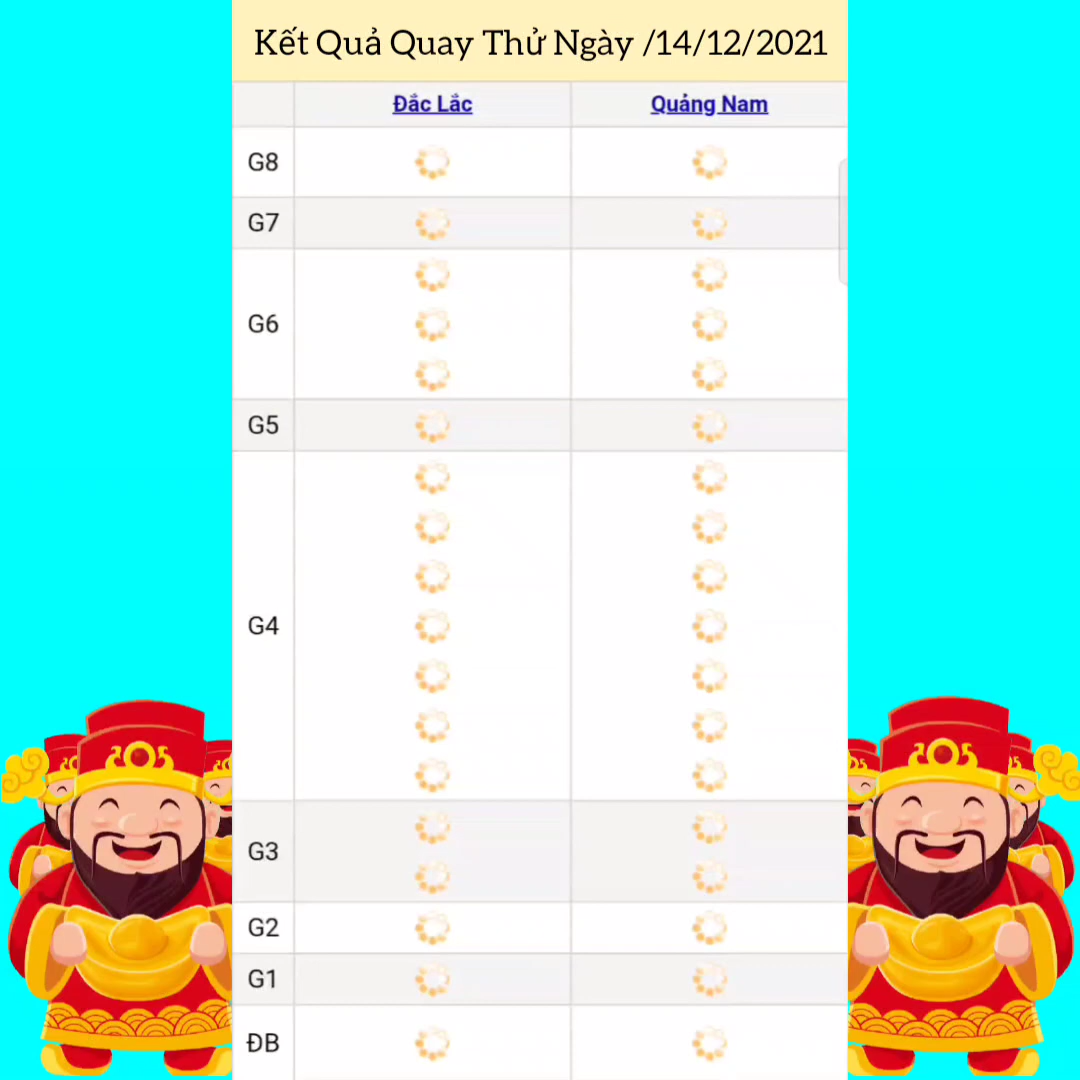 Kết Quả Quay Thử Ngày /14/12/2021
Đắc Lắc Quảng Nam
G8
G7
G6
G5
G4
G3
G2
G1
ĐB